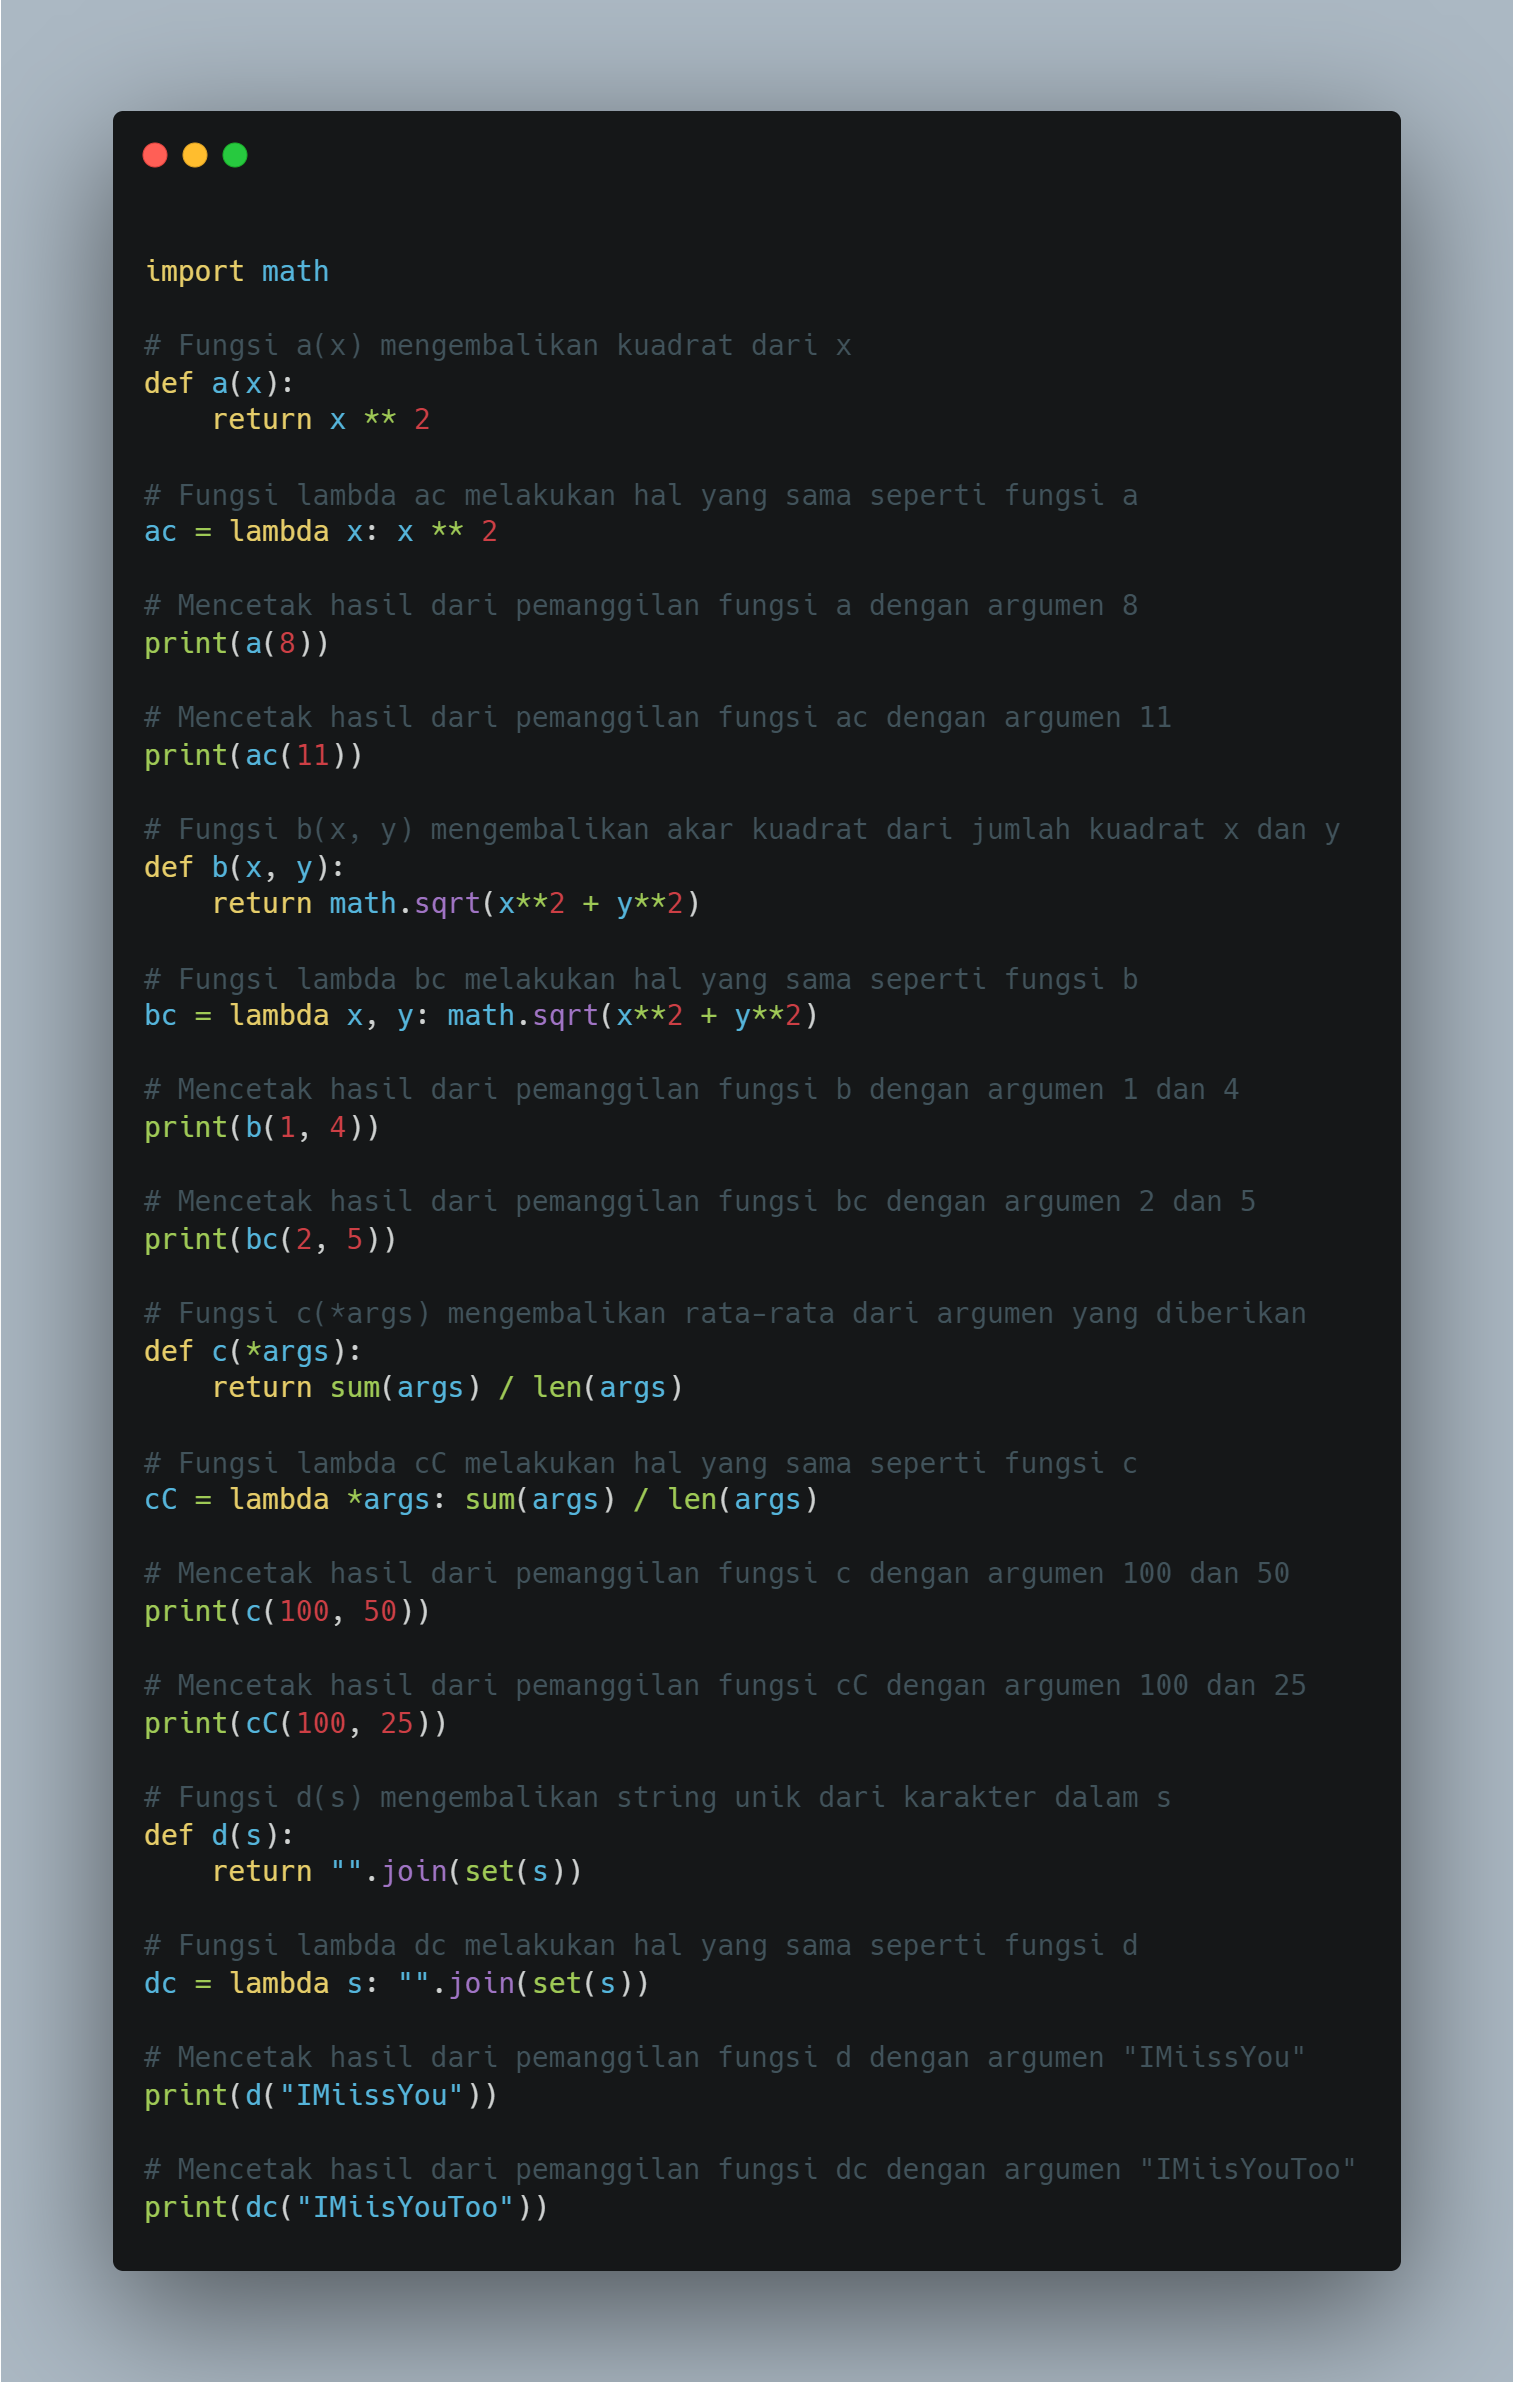 import math
# Fungsi a(x) mengembalikan kuadrat dari x
def a(x):
    return x ** 2
# Fungsi lambda ac melakukan hal yang sama seperti fungsi a
ac = lambda x: x ** 2
# Mencetak hasil dari pemanggilan fungsi a dengan argumen 8
print(a(8))
# Mencetak hasil dari pemanggilan fungsi ac dengan argumen 11
print(ac(11))
# Fungsi b(x, y) mengembalikan akar kuadrat dari jumlah kuadrat x dan y
def b(x, y):
    return math.sqrt(x**2 + y**2)
# Fungsi lambda bc melakukan hal yang sama seperti fungsi b
bc = lambda x, y: math.sqrt(x**2 + y**2)
# Mencetak hasil dari pemanggilan fungsi b dengan argumen 1 dan 4
print(b(1, 4))
# Mencetak hasil dari pemanggilan fungsi bc dengan argumen 2 dan 5
print(bc(2, 5))
# Fungsi c(*args) mengembalikan rata-rata dari argumen yang diberikan
def c(*args):
    return sum(args) / len(args)
# Fungsi lambda cC melakukan hal yang sama seperti fungsi c
cC = lambda *args: sum(args) / len(args)
# Mencetak hasil dari pemanggilan fungsi c dengan argumen 100 dan 50
print(c(100, 50))
# Mencetak hasil dari pemanggilan fungsi cC dengan argumen 100 dan 25
print(cC(100, 25))
# Fungsi d(s) mengembalikan string unik dari karakter dalam s
def d(s):
    return "".join(set(s))
# Fungsi lambda dc melakukan hal yang sama seperti fungsi d
dc = lambda s: "".join(set(s))
# Mencetak hasil dari pemanggilan fungsi d dengan argumen "IMiissYou"
print(d("IMiissYou"))
# Mencetak hasil dari pemanggilan fungsi dc dengan argumen "IMiisYouToo"
print(dc("IMiisYouToo"))